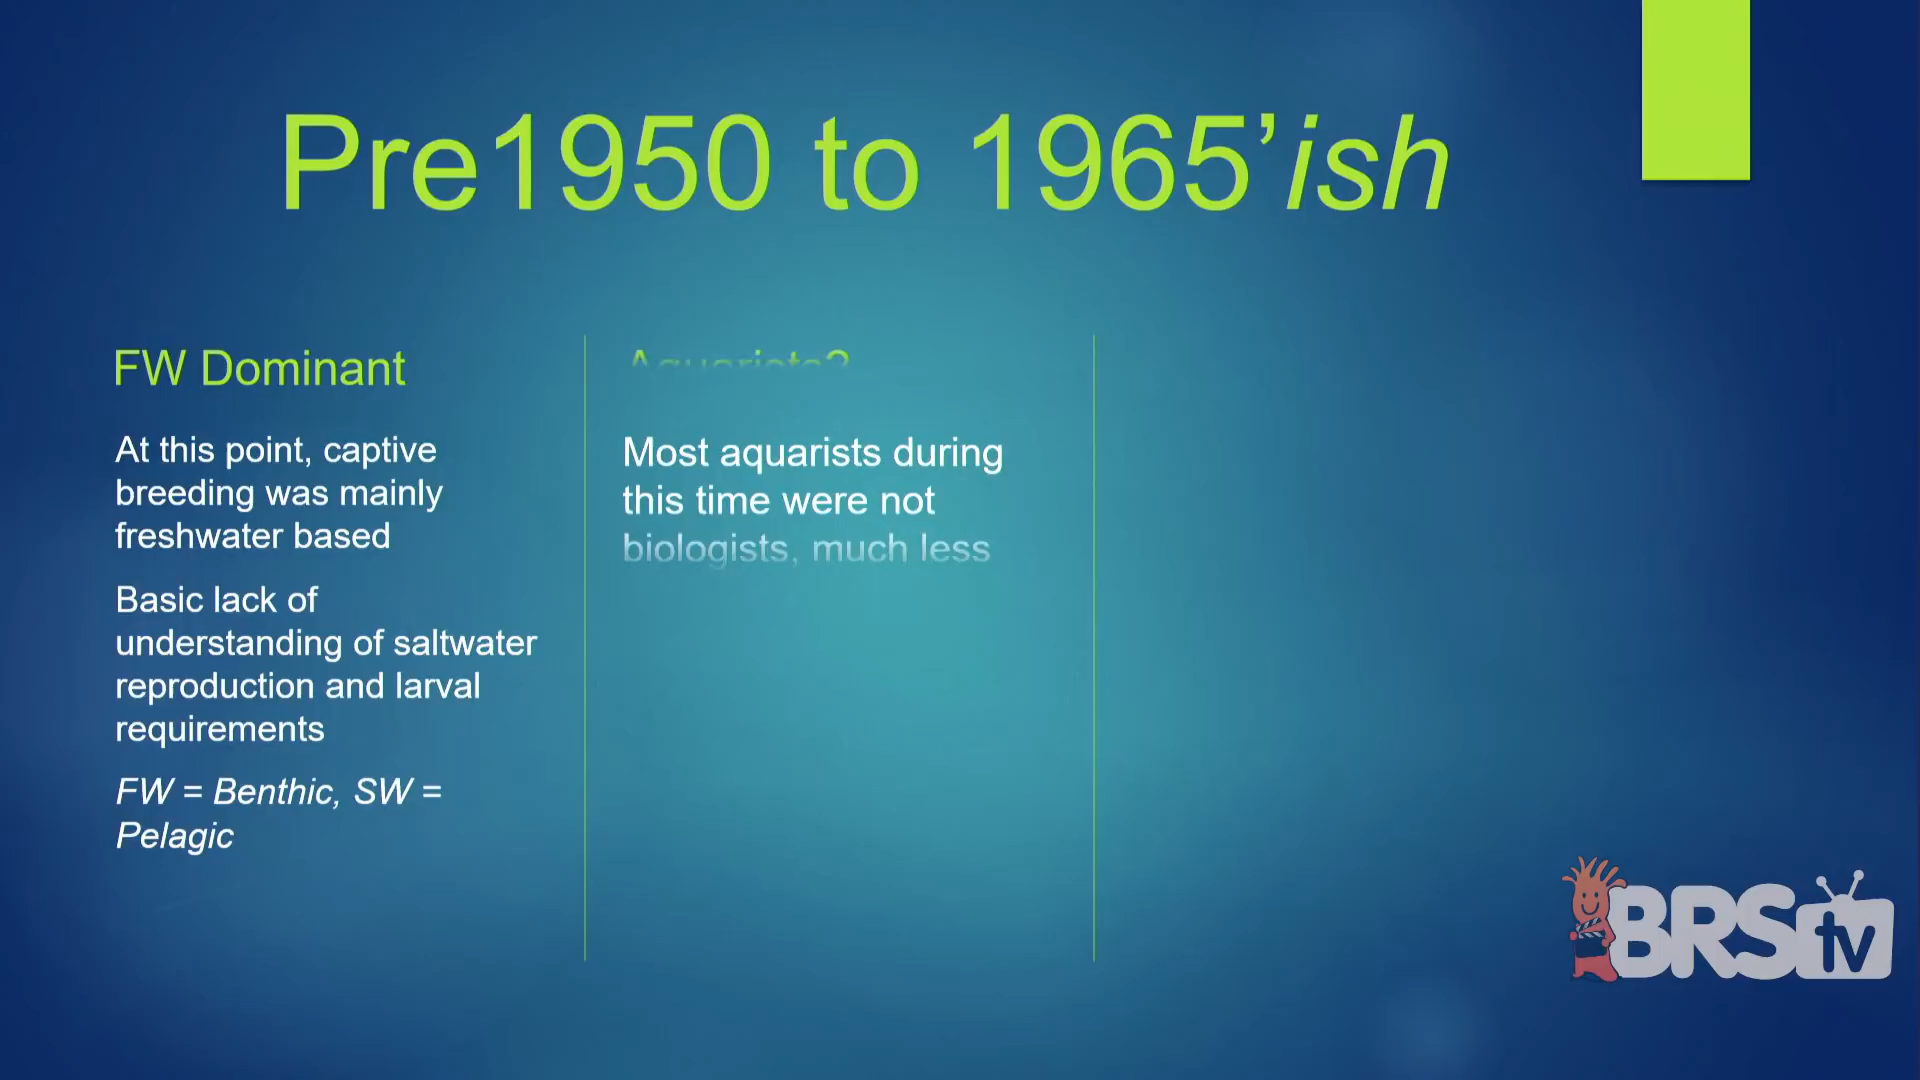 Pre1950 to 1965’ish
FW Dominant
At this point, captive
breeding was mainly
freshwater based
Basic lack of
understanding of saltwater
reproduction and larval
requirements
FW = Benthic, SW =
Pelagic
Aquarists?
Most aquarists during
this time were not
biologists, much less
BRStv